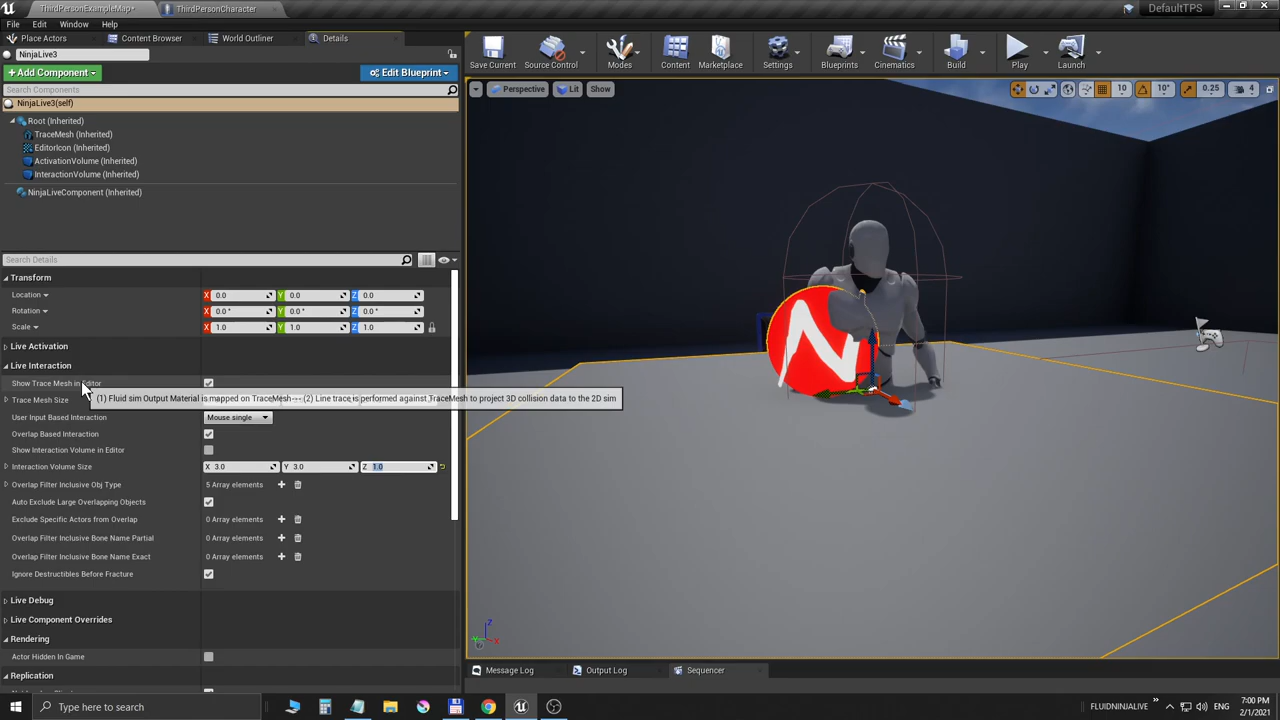 ThirdPersonExampleMap*
ThirdPersonCharacter
DefaultTPS
File Edit Window Help
Place Actors
Content Browser
World Outliner
Details
NinjaLive3
+Add Component
Edit Blueprint
Search Components
NinjaLive3(self)
Root (Inherited)
TraceMesh (Inherited)
EditorIcon (Inherited)
ActivationVolume (Inherited)
InteractionVolume (Inherited)
NinjaLiveComponent (Inherited)
Search Details
Transform
Location X 0.0 Y 0.0 Z 0.0
Rotation X 0.0° Y 0.0° Z 0.0°
Scale X 1.0 Y 1.0 Z 1.0
Live Activation
Live Interaction
Show Trace Mesh in Editor
(1) Fluid sim Output Material is mapped on TraceMesh--- (2) Line trace is performed against TraceMesh to project 3D collision data to the 2D sim
Trace Mesh Size
User Input Based Interaction Mouse single
Overlap Based Interaction
Show Interaction Volume in Editor
Interaction Volume Size X 3.0 Y 3.0 Z 1.0
Overlap Filter Inclusive Obj Type 5 Array elements
Auto Exclude Large Overlapping Objects
Exclude Specific Actors from Overlap 0 Array elements
Overlap Filter Inclusive Bone Name Partial 0 Array elements
Overlap Filter Inclusive Bone Name Exact 0 Array elements
Ignore Destructibles Before Fracture
Live Debug
Live Component Overrides
Rendering
Actor Hidden In Game
Replication
Save Current
Source Control
Modes
Content
Marketplace
Settings
Blueprints
Cinematics
Build
Play
Launch
Perspective
Lit
Show
10
10°
0.25
4
N
Z
Y
X
Message Log
Output Log
Sequencer
Type here to search
FLUIDNINJALIVE
ENG
7:00 PM
2/1/2021